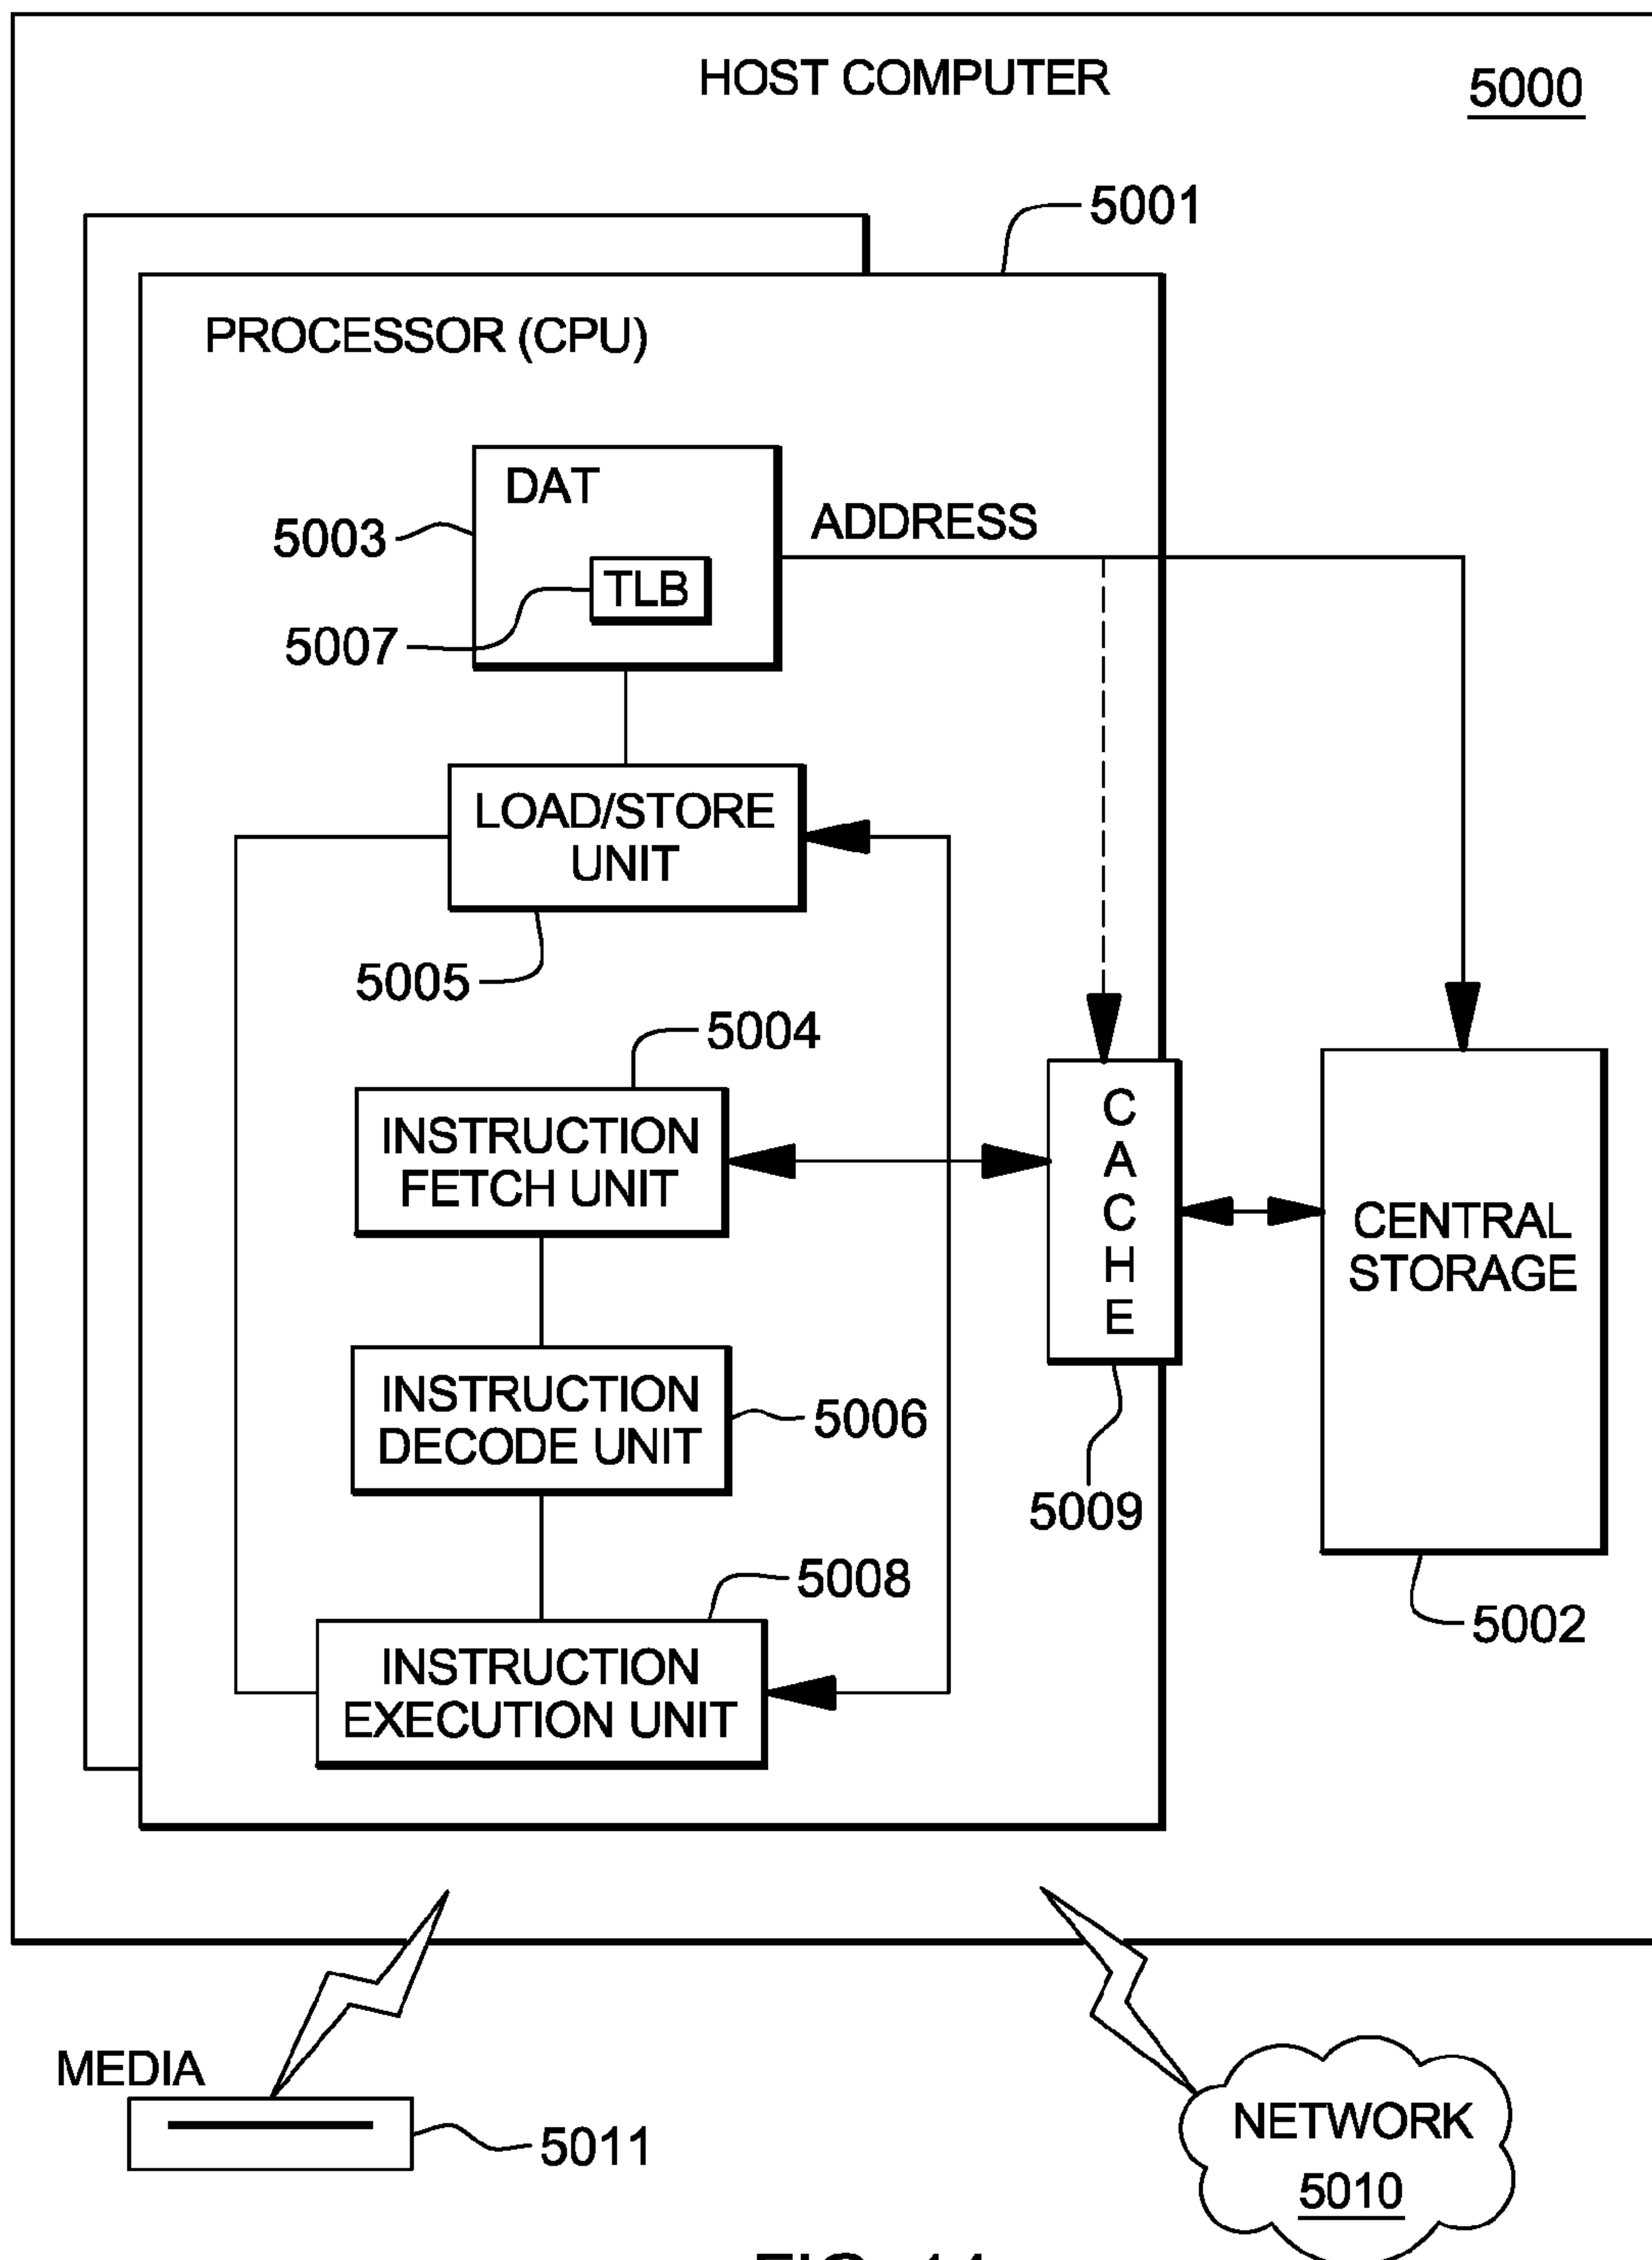 HOST COMPUTER
5000
5001
PROCESSOR (CPU)
DAT
ADDRESS
5003
TLB
5007
LOAD/STORE
UNIT
5005
5004
INSTRUCTION
FETCH UNIT
CACHE
CENTRAL
STORAGE
INSTRUCTION
DECODE UNIT
5006
5009
5008
5002
INSTRUCTION
EXECUTION UNIT
MEDIA
5011
NETWORK
5010